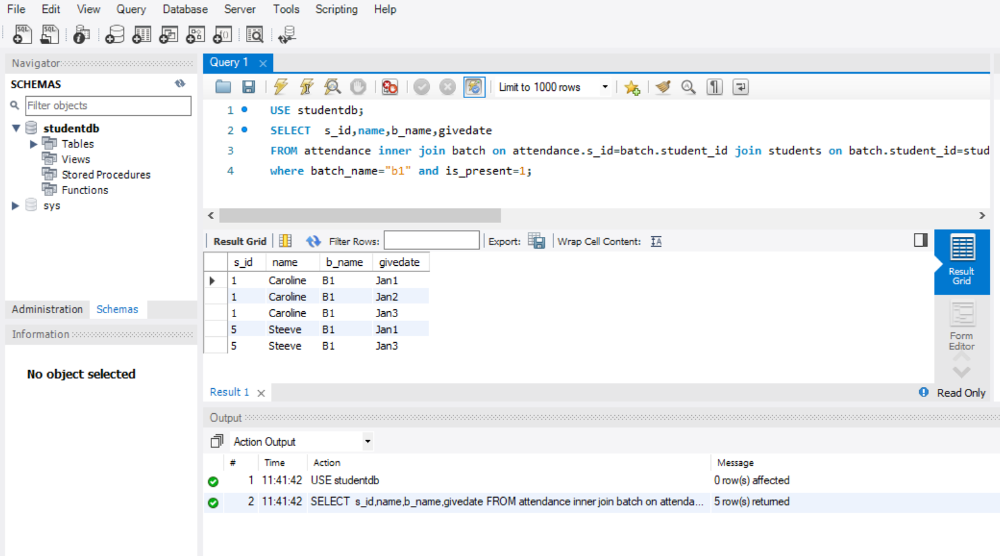 File Edit View Query Database Server Tools Scripting Help
SQL SQL
Navigator
Query 1
SCHEMAS
Limit to 1000 rows
Filter objects
1 USE studentdb;
2 SELECT  s_id,name,b_name,givedate
3 FROM attendance inner join batch on attendance.s_id=batch.student_id join students on batch.student_id=stud
4 where batch_name="b1" and is_present=1;
studentdb
Tables
Views
Stored Procedures
Functions
sys
Result Grid Filter Rows: Export: Wrap Cell Content: IA
s_id name b_name givedate
1 Caroline B1 Jan1
1 Caroline B1 Jan2
1 Caroline B1 Jan3
5 Steeve B1 Jan1
5 Steeve B1 Jan3
Result
Grid
Form
Editor
Administration Schemas
Information
No object selected
Result 1
Read Only
Output
Action Output
# Time Action Message
1 11:41:42 USE studentdb 0 row(s) affected
2 11:41:42 SELECT  s_id,name,b_name,givedate FROM attendance inner join batch on attenda... 5 row(s) returned